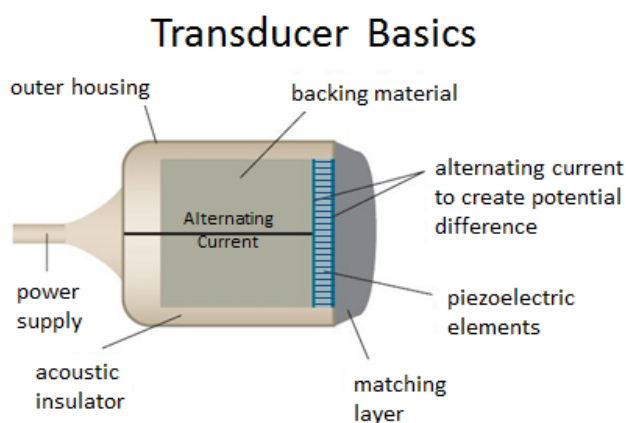 Transducer Basics
outer housing
backing material
alternating current
to create potential
difference
Alternating
Current
power
supply
piezoelectric
elements
acoustic
insulator
matching
layer